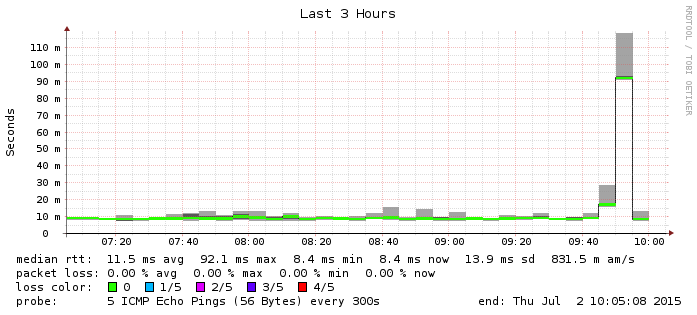 Last 3 Hours
RRDTOOL / TOBI OETIKER
Seconds
110 m
100 m
90 m
80 m
70 m
60 m
50 m
40 m
30 m
20 m
10 m
0
07:20 07:40 08:00 08:20 08:40 09:00 09:20 09:40 10:00
median rtt: 11.5 ms avg 92.1 ms max 8.4 ms min 8.4 ms now 13.9 ms sd 831.5 m am/s
packet loss: 0.00 % avg 0.00 % max 0.00 % min 0.00 % now
loss color: 0 1/5 2/5 3/5 4/5
probe: 5 ICMP Echo Pings (56 Bytes) every 300s end: Thu Jul 2 10:05:08 2015